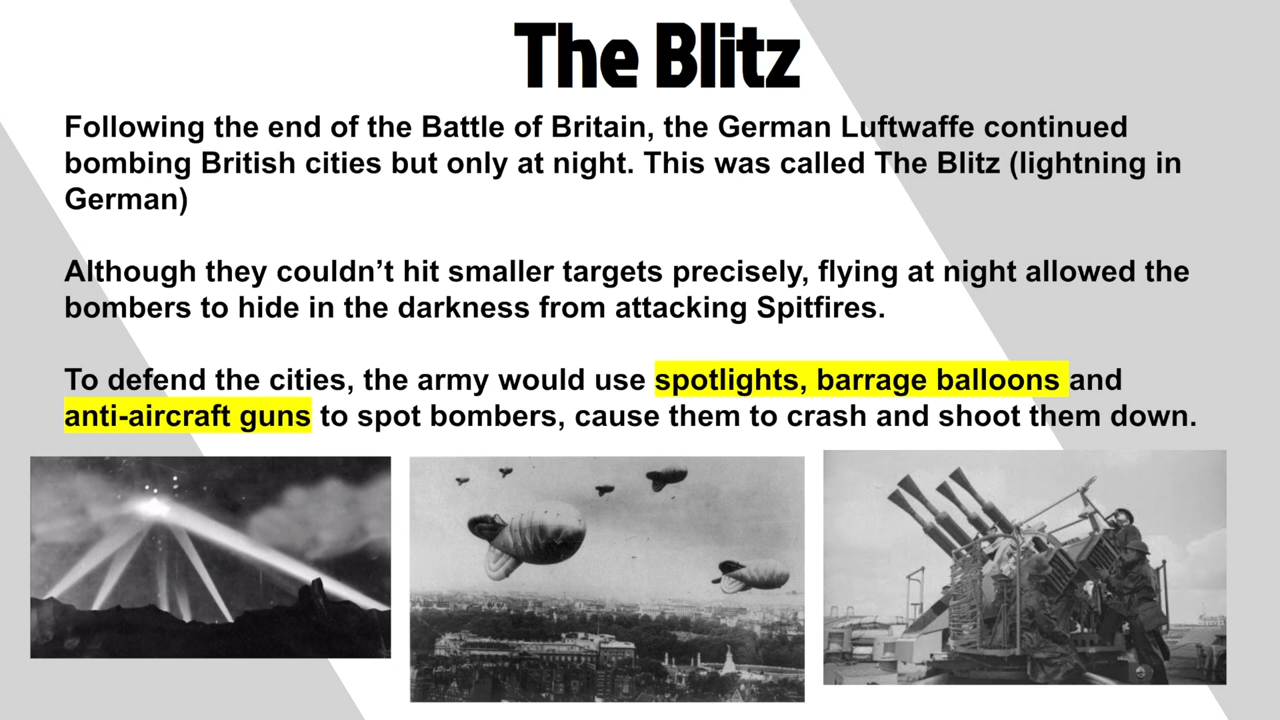 The Blitz
Following the end of the Battle of Britain, the German Luftwaffe continued
bombing British cities but only at night. This was called The Blitz (lightning in
German)
Although they couldn’t hit smaller targets precisely, flying at night allowed the
bombers to hide in the darkness from attacking Spitfires.
To defend the cities, the army would use spotlights, barrage balloons and
anti-aircraft guns to spot bombers, cause them to crash and shoot them down.